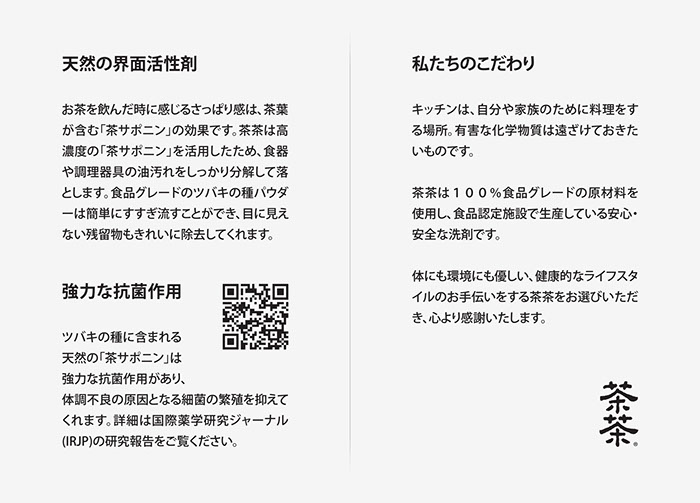 天然の界面活性剤
お茶を飲んだ時に感じるさっぱり感は、茶葉
が含む「茶サポニン」の効果です。茶茶は高
濃度の「茶サポニン」を活用したため、食器
や調理器具の油汚れをしっかり分解して落
とします。食品グレードのツバキの種パウダ
ーは簡単にすすぎ流すことができ、目に見え
ない残留物もきれいに除去してくれます。
強力な抗菌作用
ツバキの種に含まれる
天然の「茶サポニン」は
強力な抗菌作用があり、
体調不良の原因となる細菌の繁殖を抑えて
くれます。詳細は国際薬学研究ジャーナル
(IRJP)の研究報告をご覧ください。
私たちのこだわり
キッチンは、自分や家族のために料理をす
る場所。有害な化学物質は遠ざけておきた
いものです。
茶茶は１００％食品グレードの原材料を
使用し、食品認定施設で生産している安心・
安全な洗剤です。
体にも環境にも優しい、健康的なライフスタ
イルのお手伝いをする茶茶をお選びいただ
き、心より感謝いたします。
茶
茶®